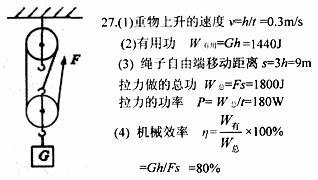 27.(1)重物上升的速度 v=h/t =0.3m/s
(2)有用功 W有用=Gh=1440J
(3) 绳子自由端移动距离 s=3h=9m
F
拉力做的总功 W总=Fs=1800J
拉力的功率 P= W总/t=180W
(4) 机械效率 η=W有/W总×100%
G
=Gh/Fs =80%